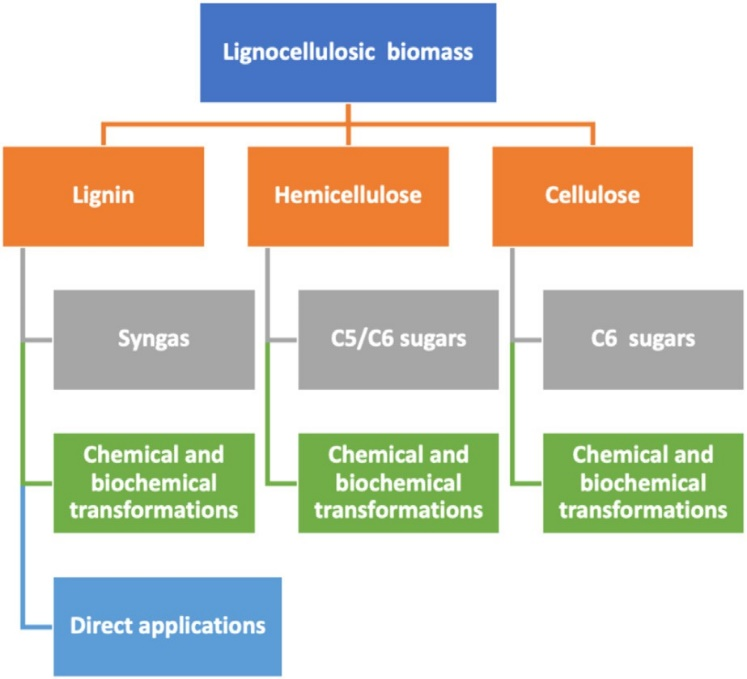 Lignocellulosic biomass
Lignin
Hemicellulose
Cellulose
Syngas
C5/C6 sugars
C6 sugars
Chemical and
biochemical
transformations
Chemical and
biochemical
transformations
Chemical and
biochemical
transformations
Direct applications